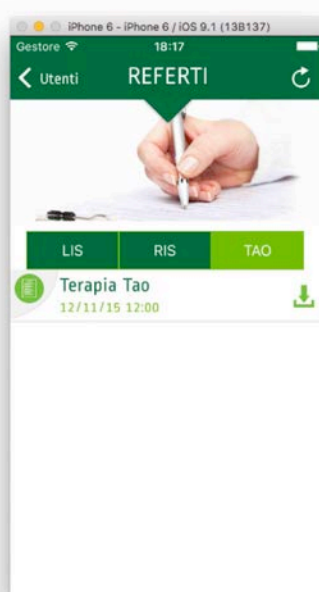 iPhone 6 - iPhone 6 / iOS 9.1 (13B137)
Gestore 18:17
Utenti REFERTI
LIS RIS TAO
Terapia Tao
12/11/15 12:00